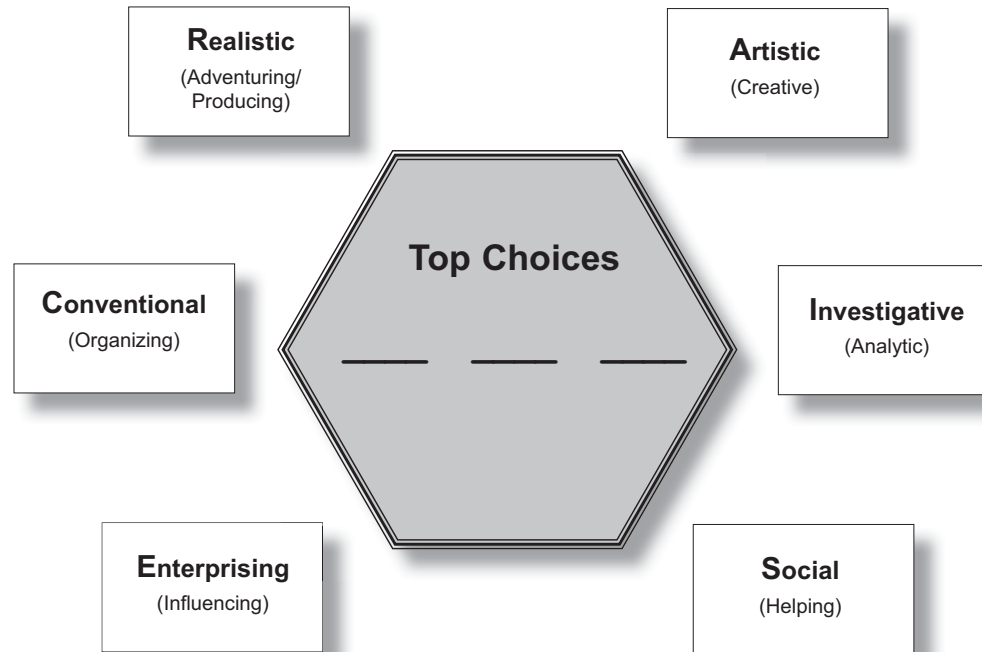 Realistic
(Adventuring/
Producing)
Artistic
(Creative)
Top Choices
Conventional
(Organizing)
Investigative
(Analytic)
Enterprising
(Influencing)
Social
(Helping)